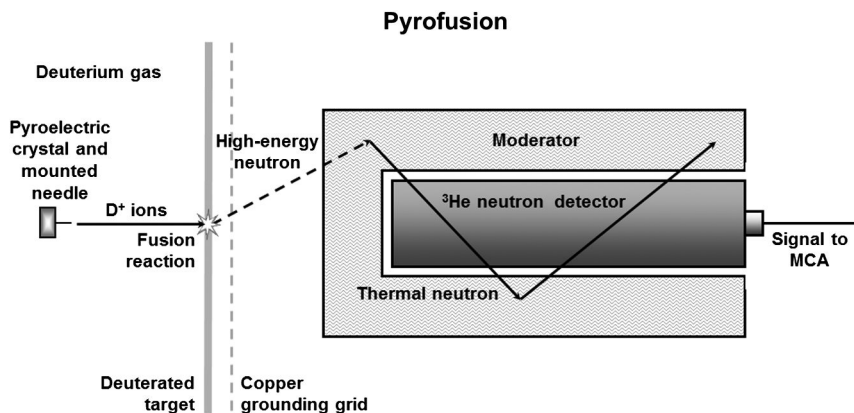 Pyrofusion
Deuterium gas
Pyroelectric
crystal and
mounted
needle
D⁺ ions
Fusion
reaction
High-energy
neutron
Moderator
³He neutron detector
Thermal neutron
Signal to
MCA
Deuterated
target
Copper
grounding grid